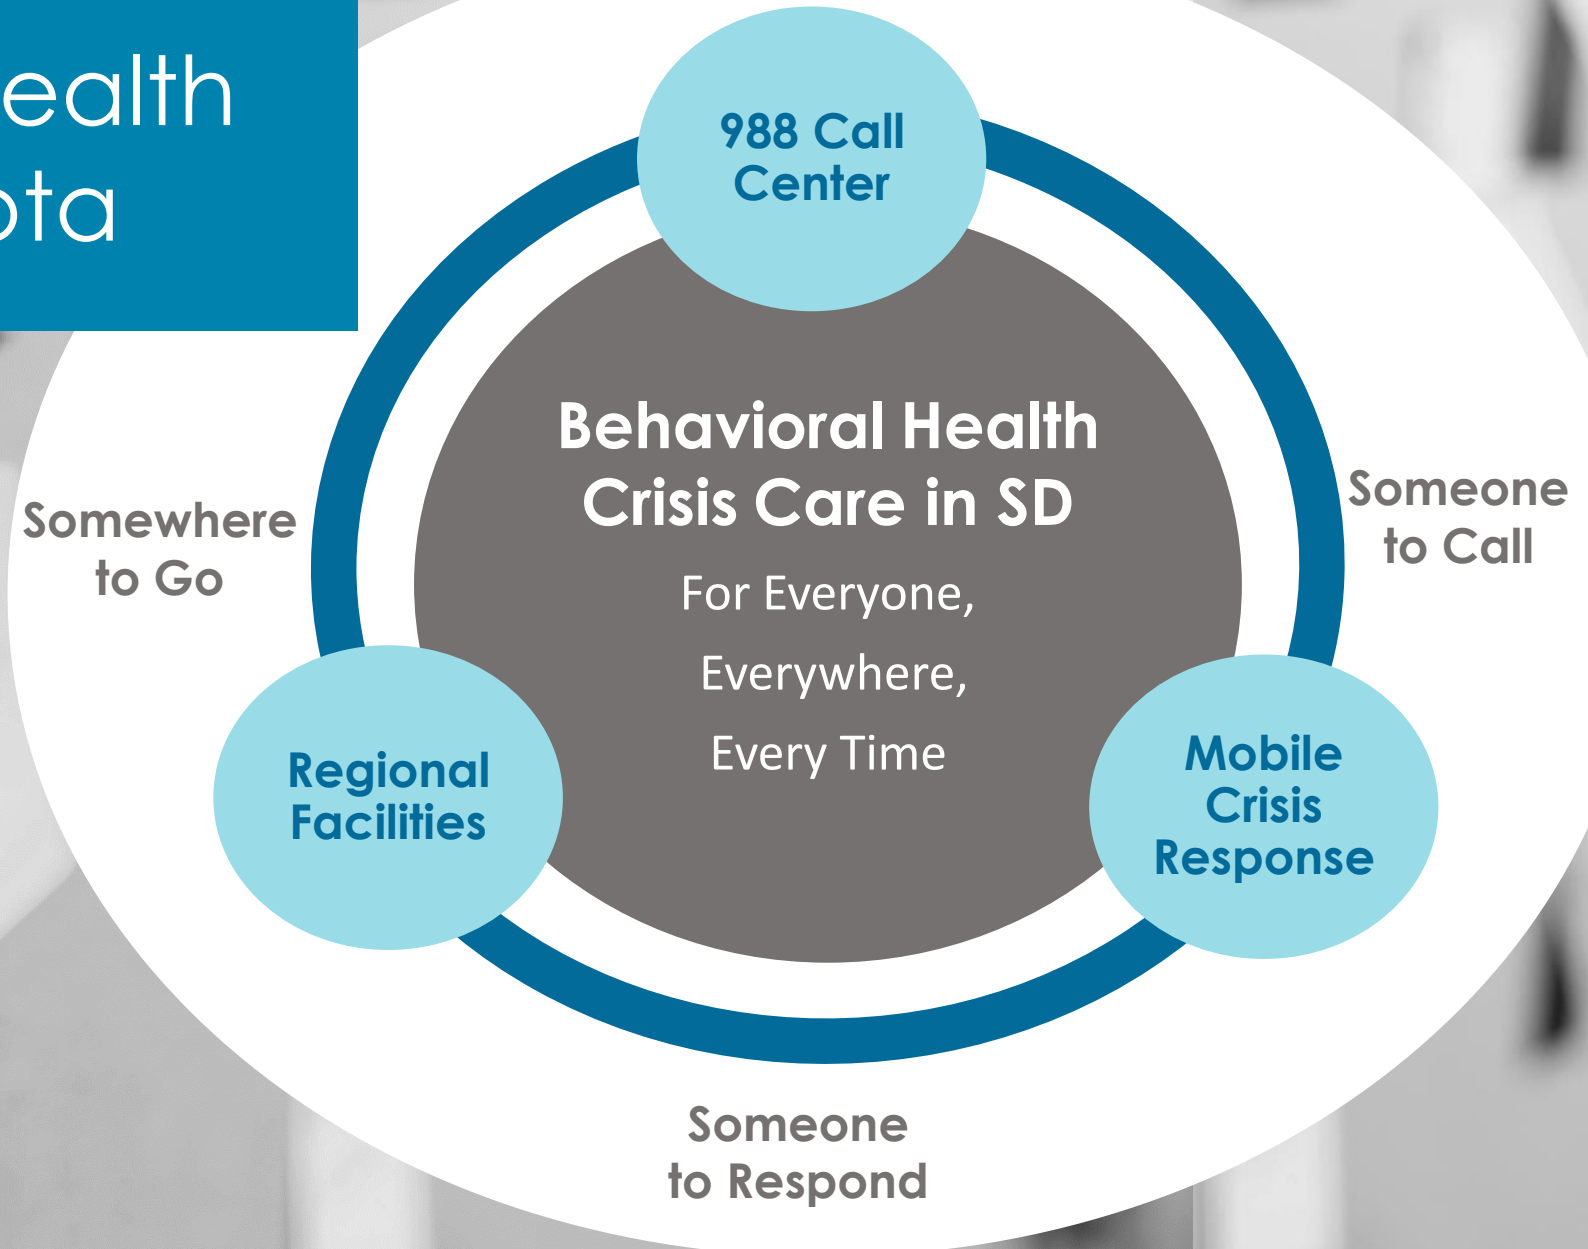 ealth
ota
988 Call
Center
Behavioral Health
Crisis Care in SD
For Everyone,
Everywhere,
Every Time
Somewhere
to Go
Someone
to Call
Regional
Facilities
Mobile
Crisis
Response
Someone
to Respond